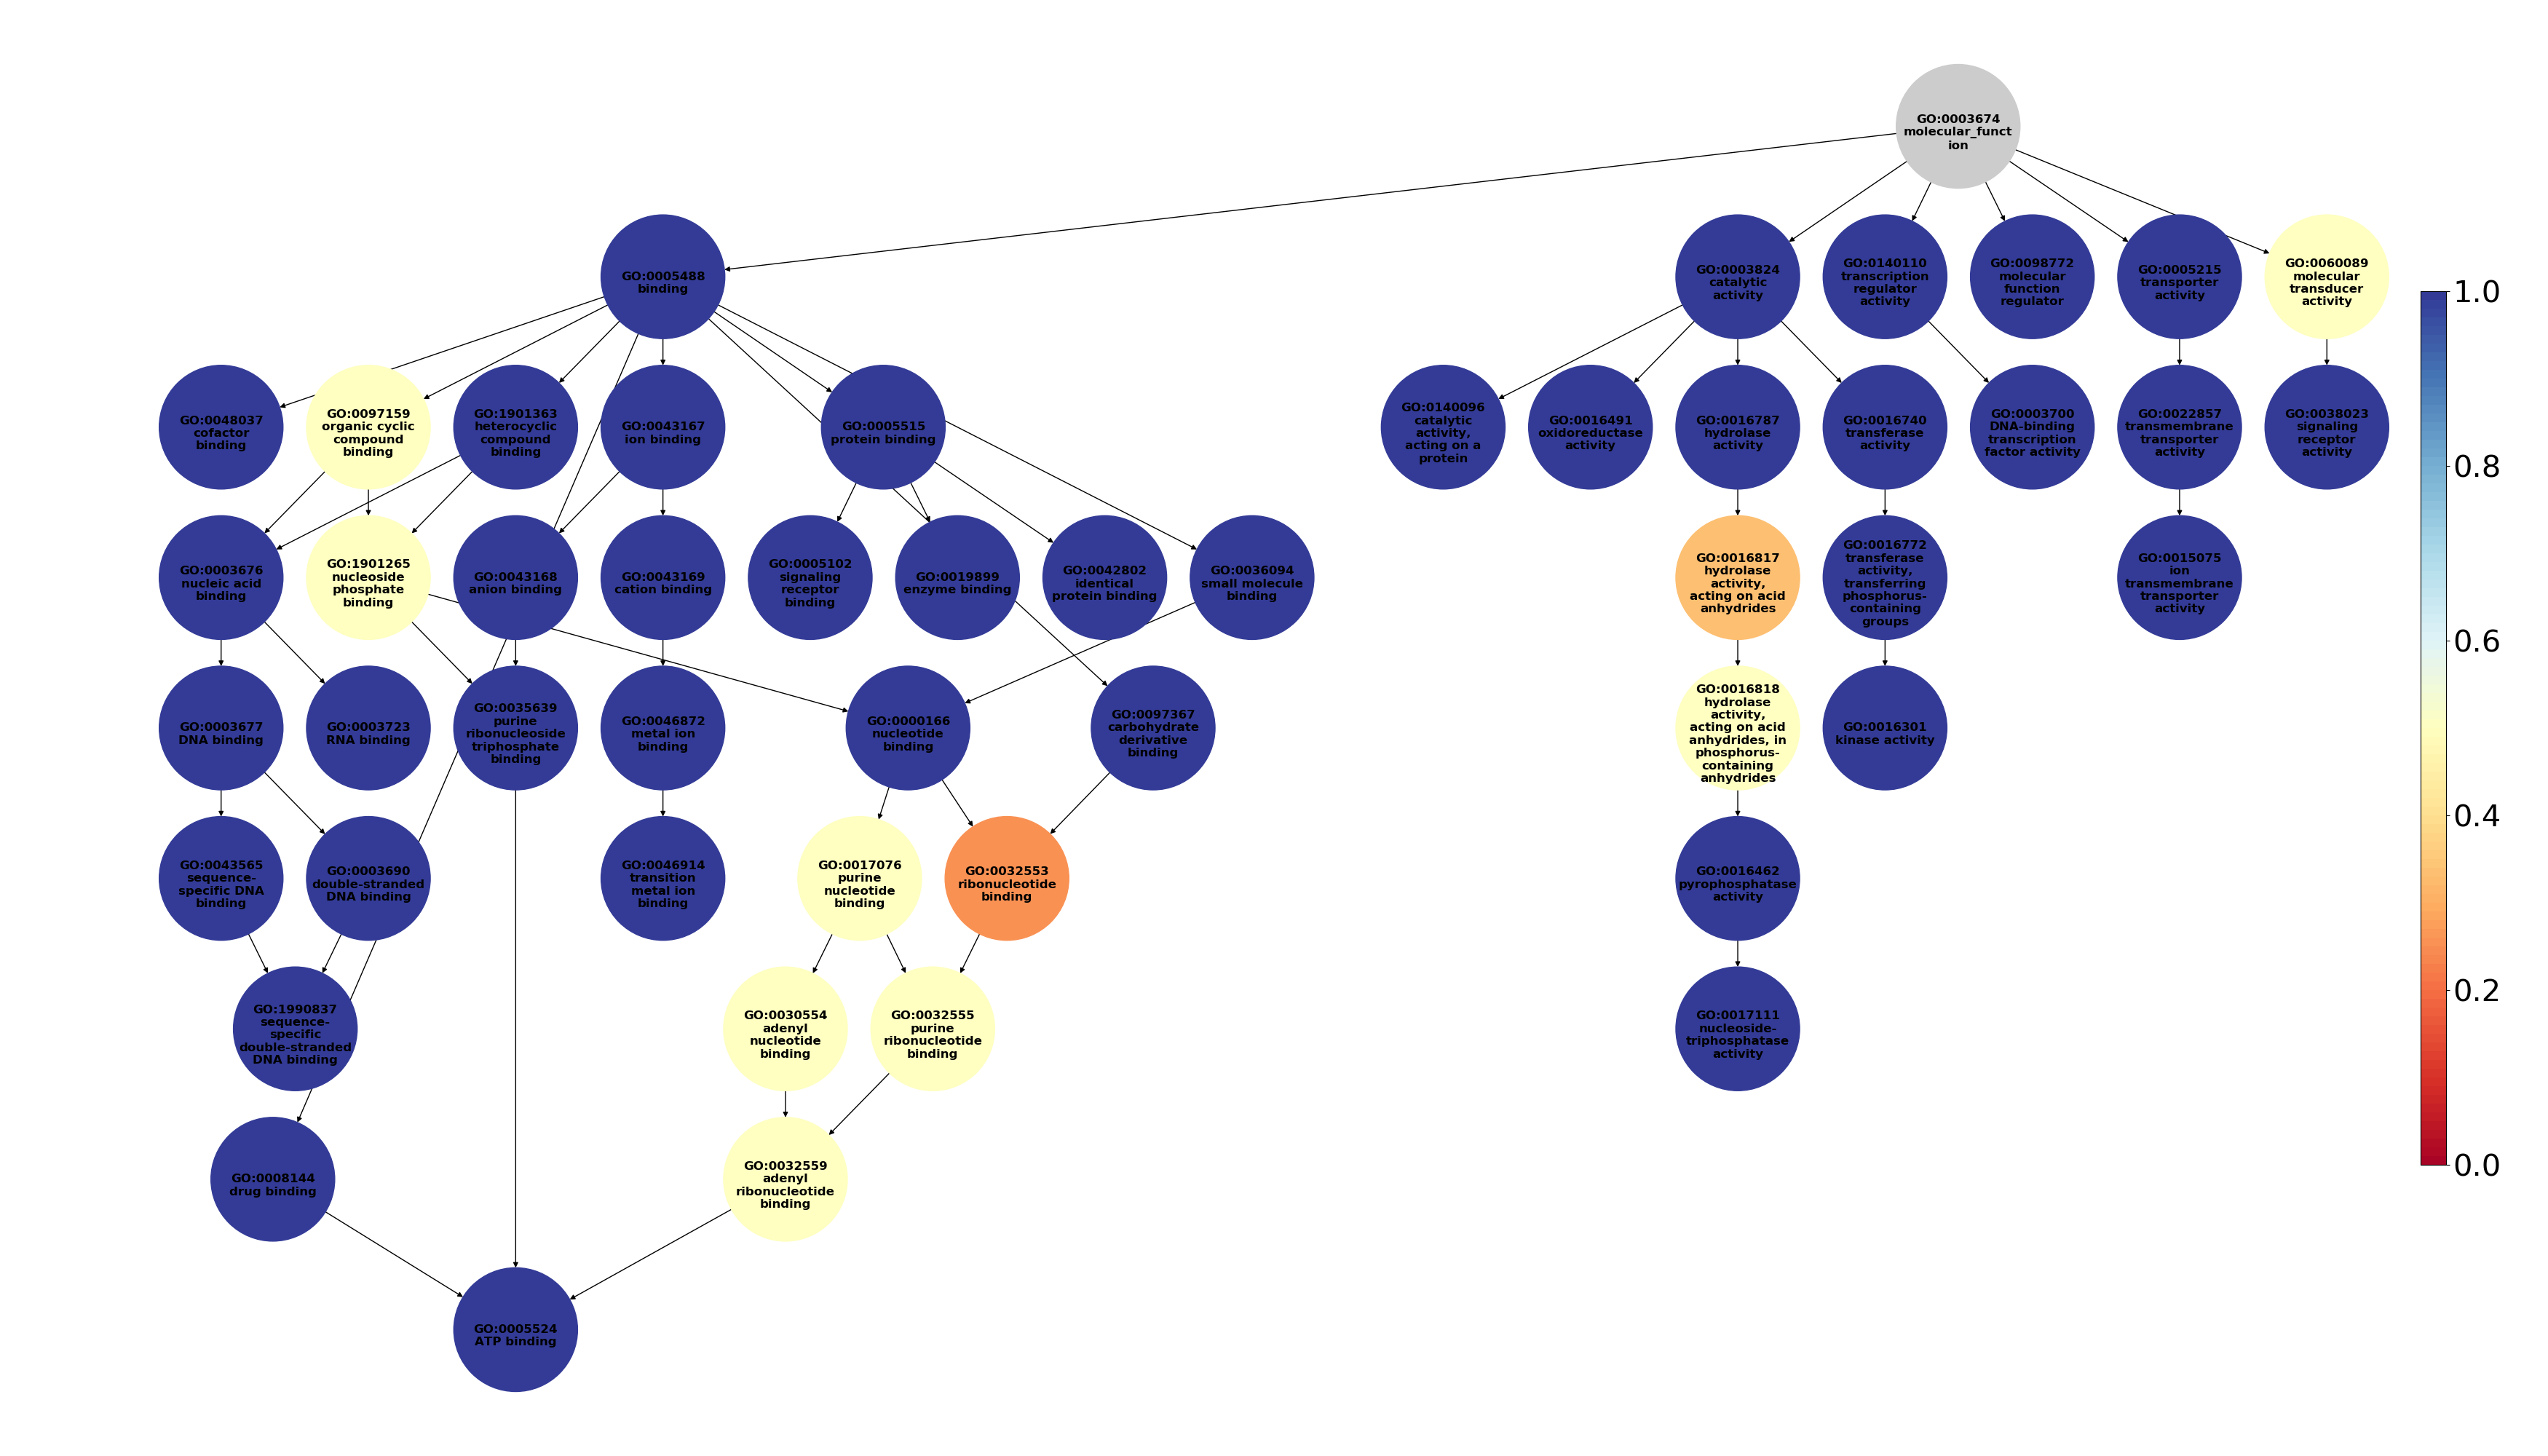 GO:0003674
molecular_funct
ion
GO:0005488
binding
GO:0003824
catalytic
activity
GO:0140110
transcription
regulator
activity
GO:0098772
molecular
function
regulator
GO:0005215
transporter
activity
GO:0060089
molecular
transducer
activity
GO:0048037
cofactor
binding
GO:0097159
organic cyclic
compound
binding
GO:1901363
heterocyclic
compound
binding
GO:0043167
ion binding
GO:0005515
protein binding
GO:0140096
catalytic
activity,
acting on a
protein
GO:0016491
oxidoreductase
activity
GO:0016787
hydrolase
activity
GO:0016740
transferase
activity
GO:0003700
DNA-binding
transcription
factor activity
GO:0022857
transmembrane
transporter
activity
GO:0038023
signaling
receptor
activity
GO:0003676
nucleic acid
binding
GO:1901265
nucleoside
phosphate
binding
GO:0043168
anion binding
GO:0043169
cation binding
GO:0005102
signaling
receptor
binding
GO:0019899
enzyme binding
GO:0042802
identical
protein binding
GO:0036094
small molecule
binding
GO:0016817
hydrolase
activity,
acting on acid
anhydrides
GO:0016772
transferase
activity,
transferring
phosphorus-
containing
groups
GO:0015075
ion
transmembrane
transporter
activity
GO:0003677
DNA binding
GO:0003723
RNA binding
GO:0035639
purine
ribonucleoside
triphosphate
binding
GO:0046872
metal ion
binding
GO:0000166
nucleotide
binding
GO:0097367
carbohydrate
derivative
binding
GO:0016818
hydrolase
activity,
acting on acid
anhydrides, in
phosphorus-
containing
anhydrides
GO:0016301
kinase activity
GO:0043565
sequence-
specific DNA
binding
GO:0003690
double-stranded
DNA binding
GO:0046914
transition
metal ion
binding
GO:0017076
purine
nucleotide
binding
GO:0032553
ribonucleotide
binding
GO:0016462
pyrophosphatase
activity
GO:1990837
sequence-
specific
double-stranded
DNA binding
GO:0030554
adenyl
nucleotide
binding
GO:0032555
purine
ribonucleotide
binding
GO:0017111
nucleoside-
triphosphatase
activity
GO:0008144
drug binding
GO:0032559
adenyl
ribonucleotide
binding
GO:0005524
ATP binding
1.0
0.8
0.6
0.4
0.2
0.0